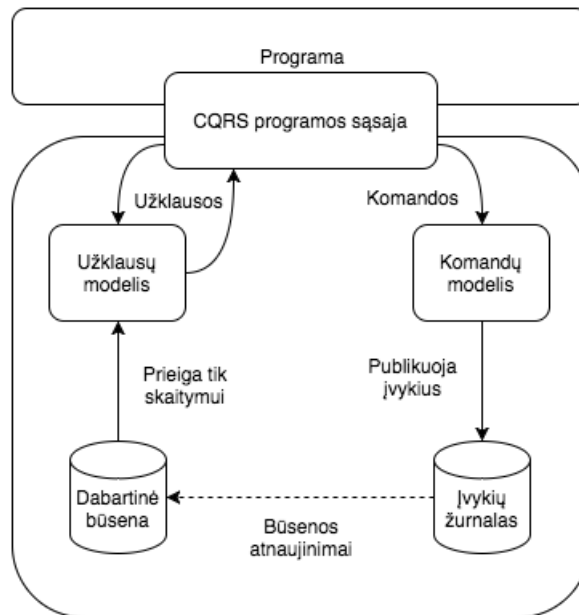 Programa
CQRS programos sąsaja
Užklausos
Komandos
Užklausų
modelis
Komandų
modelis
Prieiga tik
skaitymui
Publikuoja
įvykius
Dabartinė
būsena
Įvykių
žurnalas
Būsenos
atnaujinimai